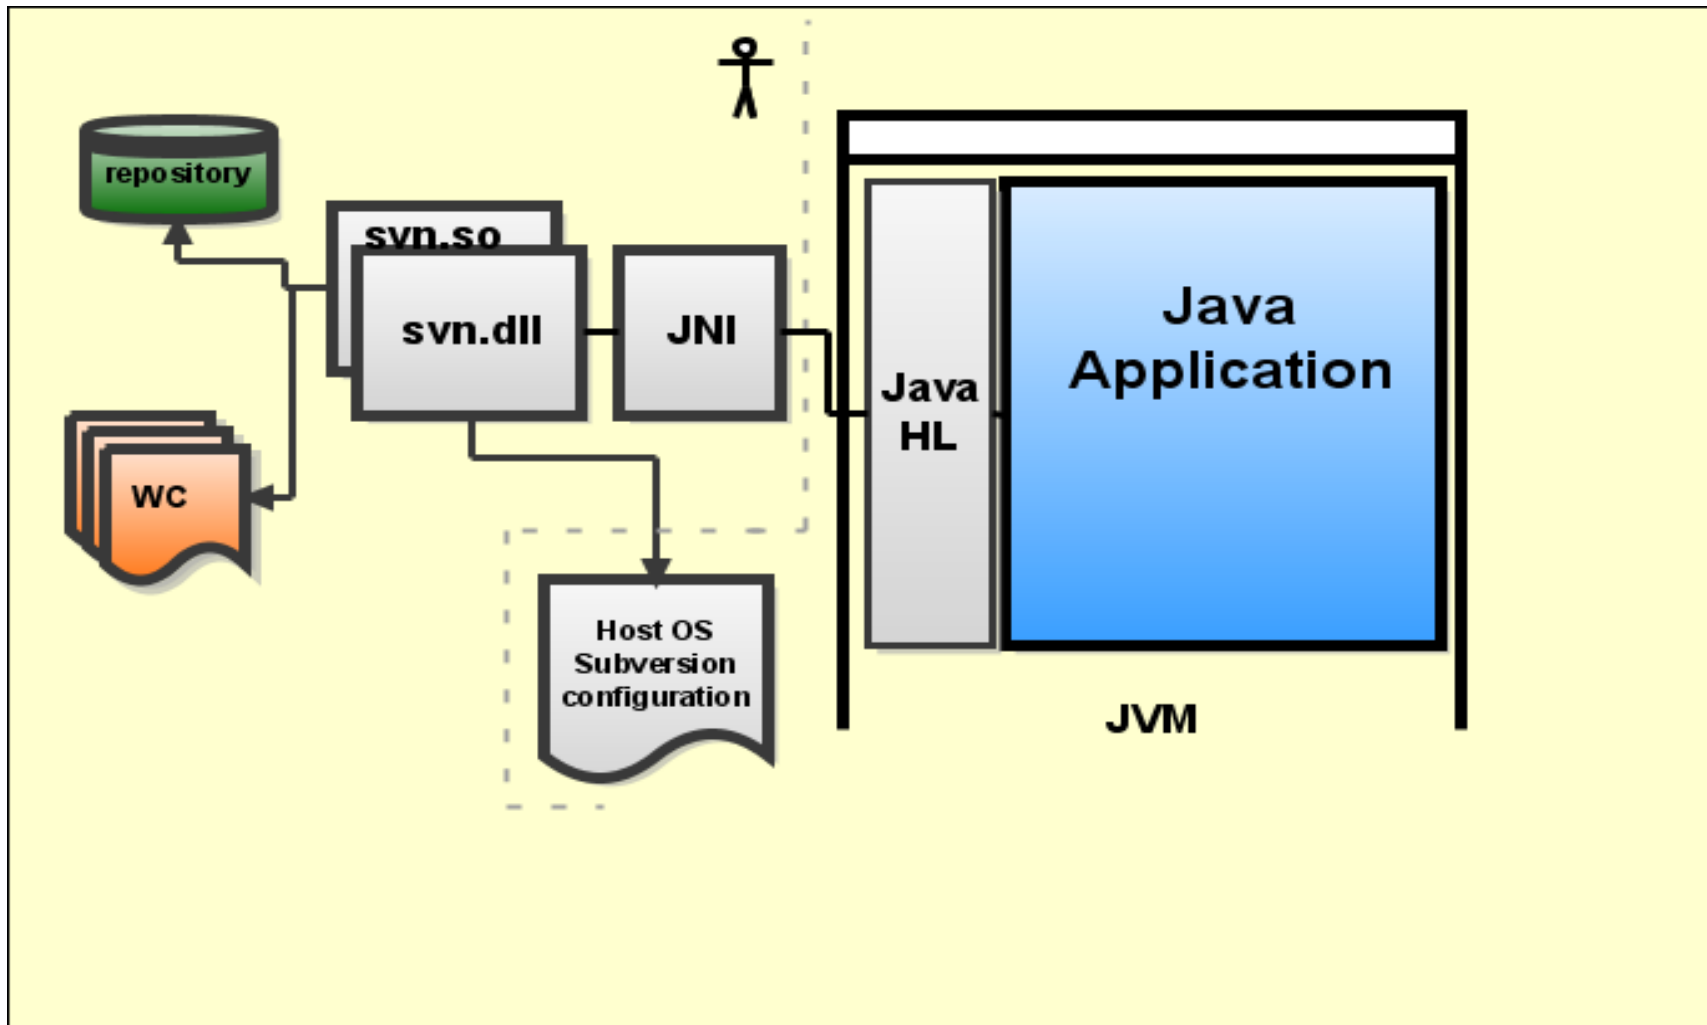 repository
svn.so
svn.dll
JNI
Java
HL
Java
Application
WC
Host OS
Subversion
configuration
JVM